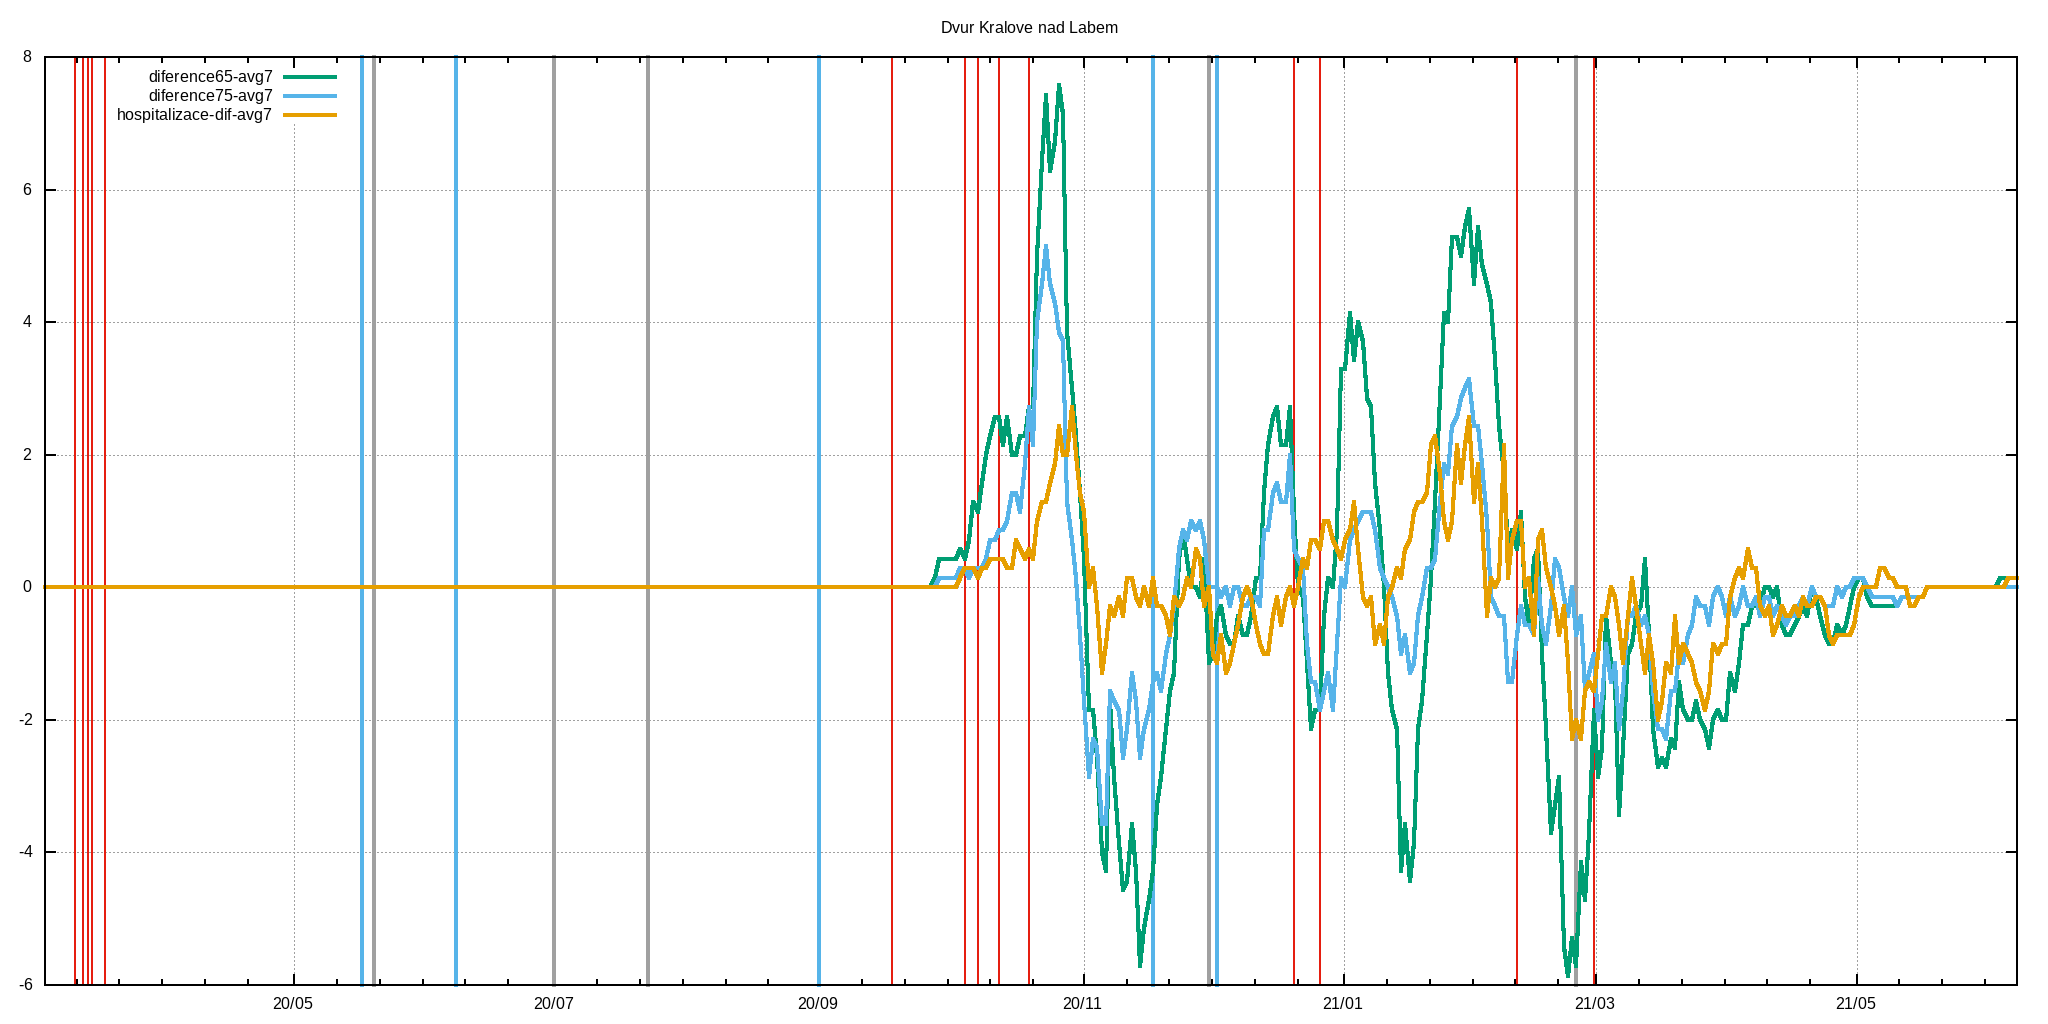 Dvur Kralove nad Labem
diference65-avg7
diference75-avg7
hospitalizace-dif-avg7
8
6
4
2
0
-2
-4
-6
20/05 20/07 20/09 20/11 21/01 21/03 21/05